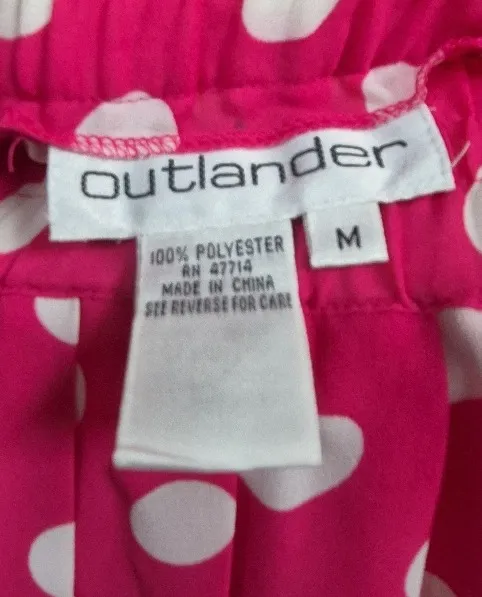 outlander
M
100% POLYESTER
RN 47714
MADE IN CHINA
SEE REVERSE FOR CARE